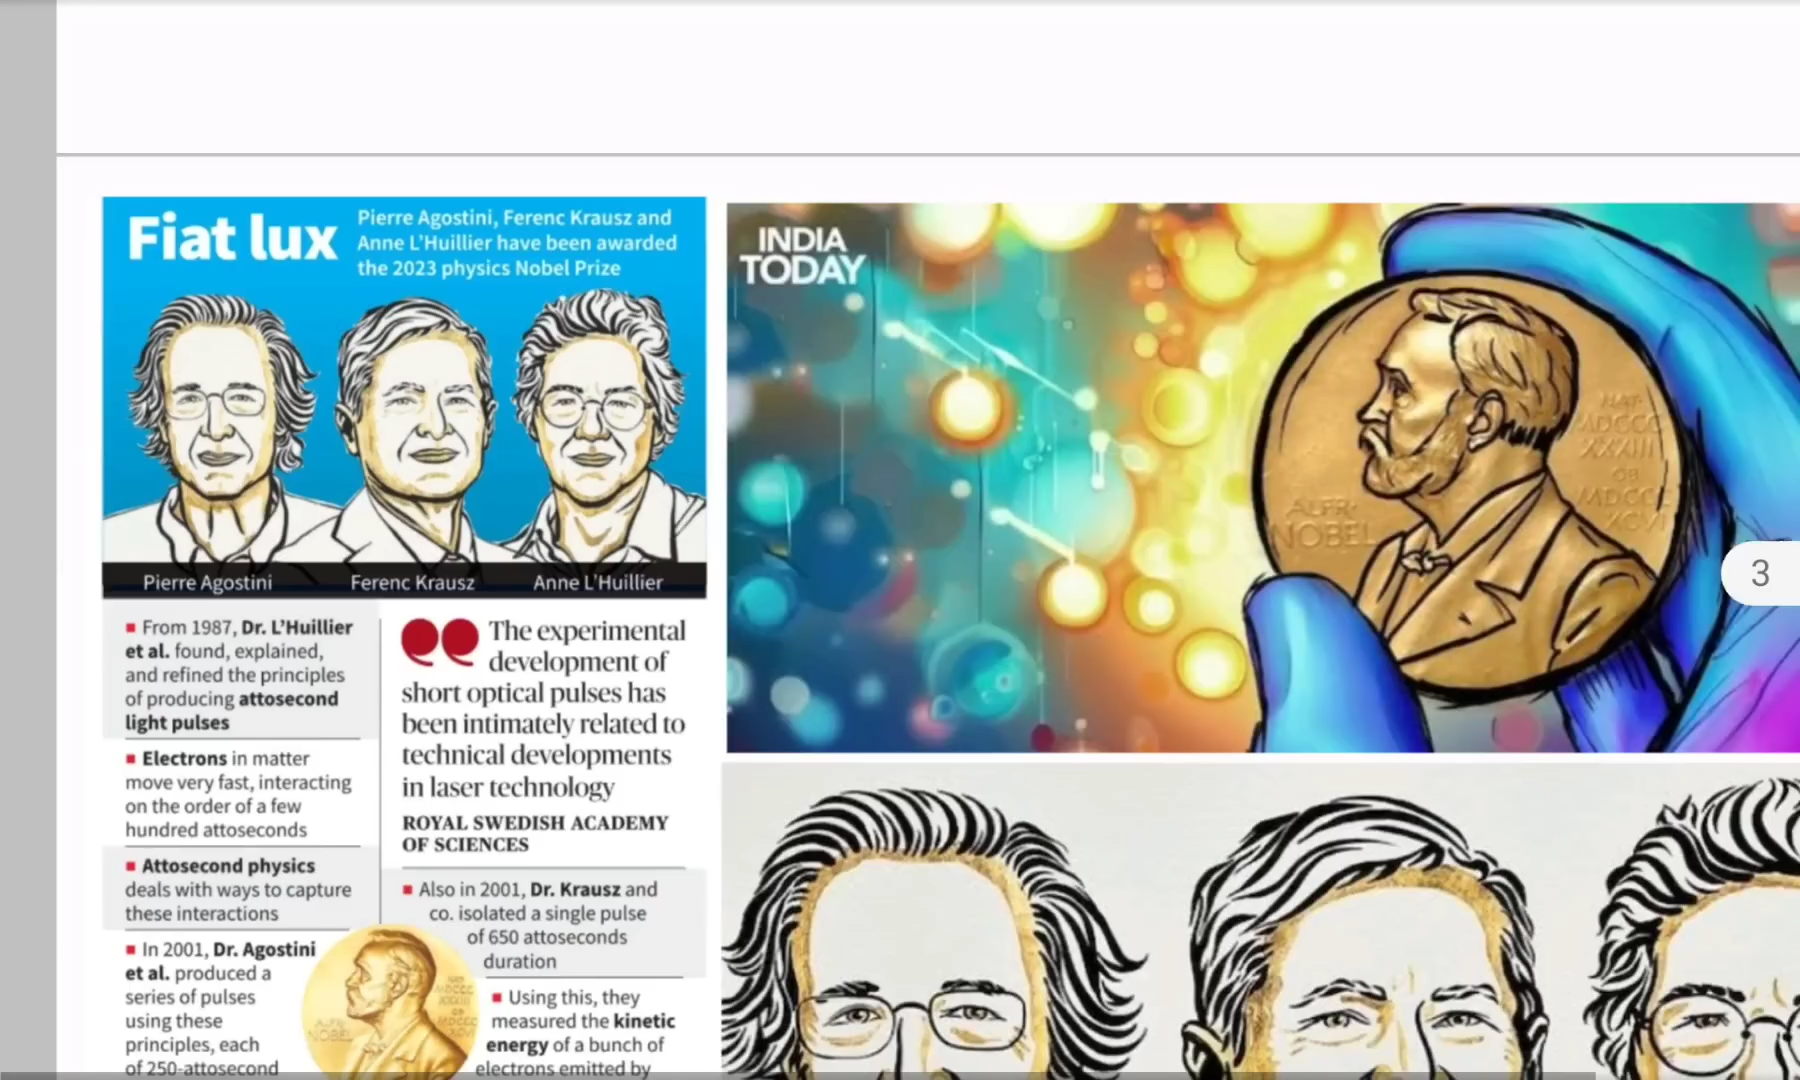 Fiat lux
Pierre Agostini, Ferenc Krausz and
Anne L'Huillier have been awarded
the 2023 physics Nobel Prize
Pierre Agostini
Ferenc Krausz
Anne L'Huillier
From 1987, Dr. L'Huillier
et al. found, explained,
and refined the principles
of producing attosecond
light pulses
Electrons in matter
move very fast, interacting
on the order of a few
hundred attoseconds
Attosecond physics
deals with ways to capture
these interactions
In 2001, Dr. Agostini
et al. produced a
series of pulses
using these
principles, each
of 250-attosecond
The experimental
development of
short optical pulses has
been intimately related to
technical developments
in laser technology
ROYAL SWEDISH ACADEMY
OF SCIENCES
Also in 2001, Dr. Krausz and
co. isolated a single pulse
of 650 attoseconds
duration
Using this, they
measured the kinetic
energy of a bunch of
electrons emitted by
INDIA
TODAY
ALFR·
NOBEL
NAT·
MDCCC
XXXIII
OB
MDCCC
XCVI
3